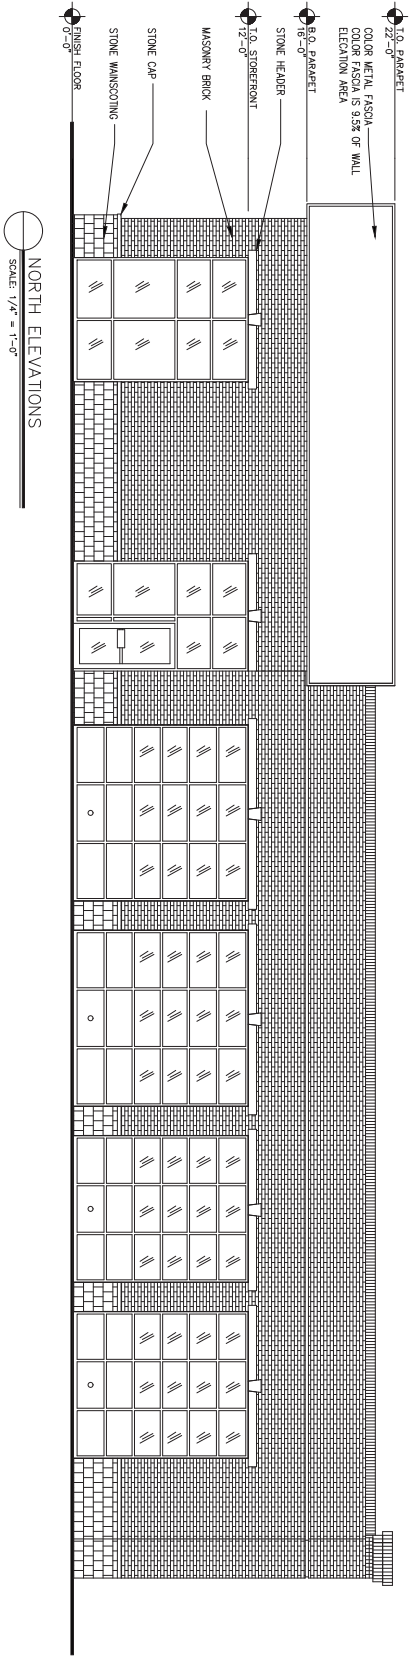 T.O. PARAPET
22'-0"
COLOR METAL FASCIA
COLOR FASCIA IS 9.5% OF WALL
ELECATION AREA
B.O. PARAPET
16'-0"
STONE HEADER
T.O. STOREFRONT
12'-0"
MASONRY BRICK
STONE CAP
STONE WAINSCOTING
FINISH FLOOR
0'-0"
NORTH ELEVATIONS
SCALE: 1/4" = 1'-0"